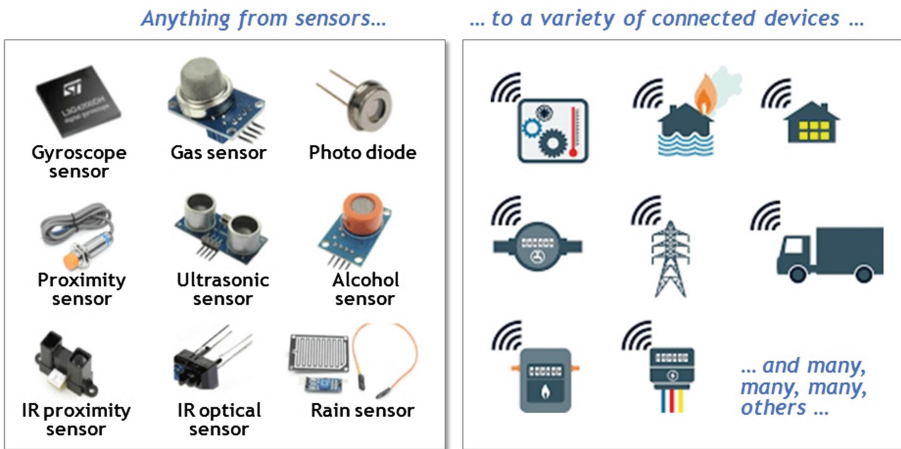 Anything from sensors…
… to a variety of connected devices …
Gyroscope
sensor
Gas sensor
Photo diode
Proximity
sensor
Ultrasonic
sensor
Alcohol
sensor
IR proximity
sensor
IR optical
sensor
Rain sensor
… and many,
many, many,
others …